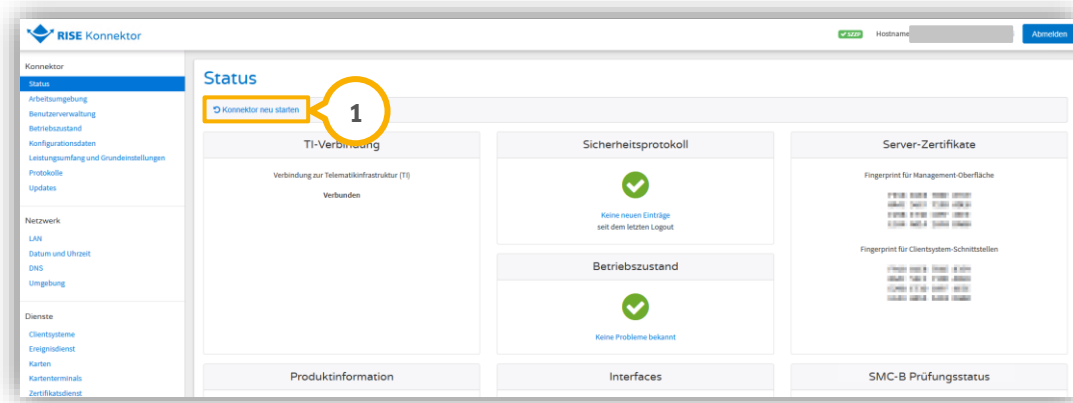 RISE Konnektor
SZZP
Hostname
Abmelden
Konnektor
Status
Arbeitsumgebung
Benutzerverwaltung
Betriebszustand
Konfigurationsdaten
Leistungsumfang und Grundeinstellungen
Protokolle
Updates
Netzwerk
LAN
Datum und Uhrzeit
DNS
Umgebung
Dienste
Clientsysteme
Ereignisdienst
Karten
Kartenterminals
Zertifikatsdienst
Status
Konnektor neu starten
1
TI-Verbindung
Verbindung zur Telematikinfrastruktur (TI)
Verbunden
Sicherheitsprotokoll
Keine neuen Einträge
seit dem letzten Logout
Betriebszustand
Keine Probleme bekannt
Server-Zertifikate
Fingerprint für Management-Oberfläche
Fingerprint für Clientsystem-Schnittstellen
Produktinformation
Interfaces
SMC-B Prüfungsstatus